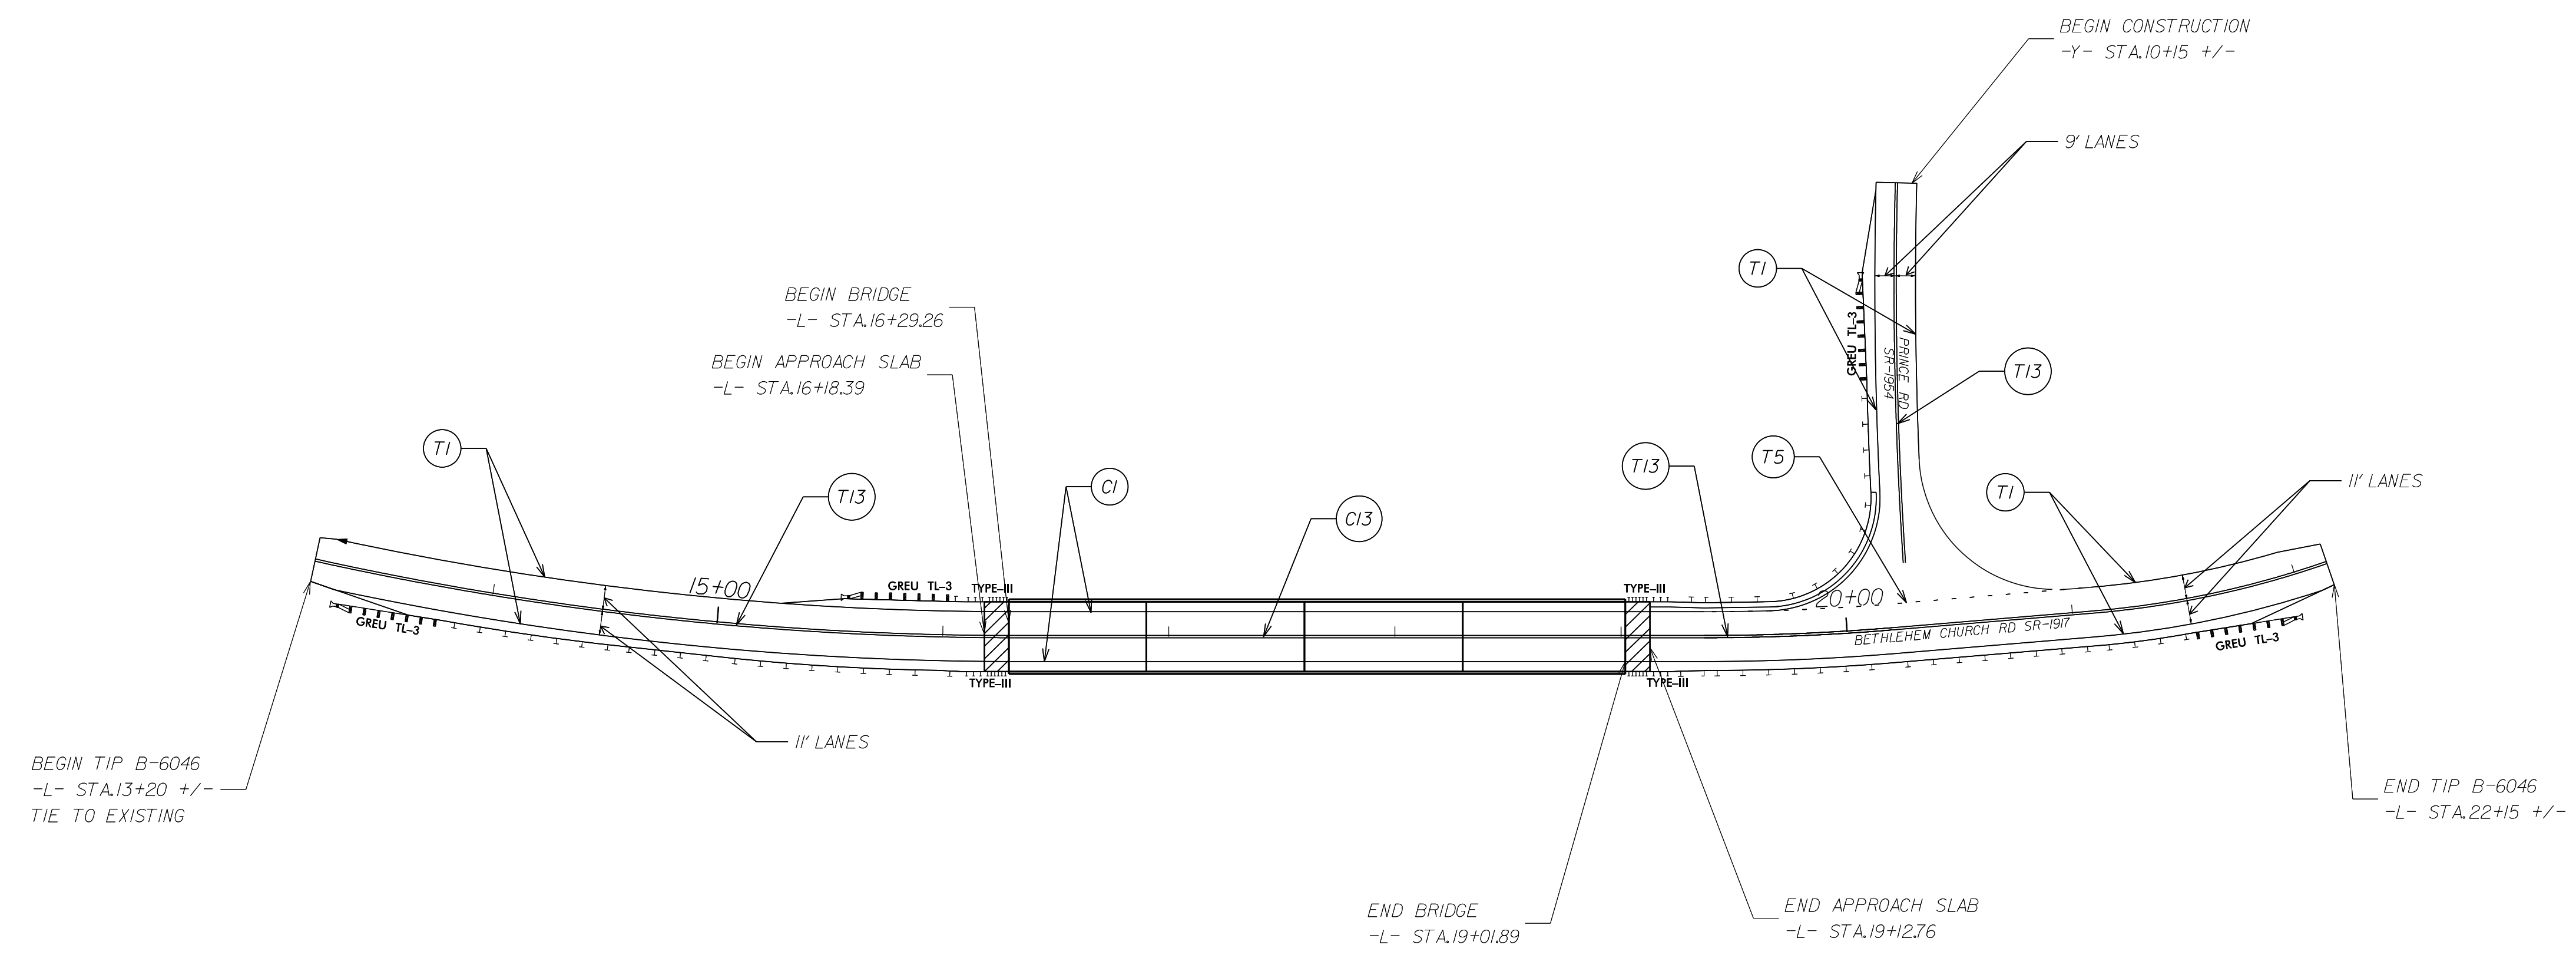 BEGIN CONSTRUCTION
-Y- STA.10+15 +/-
9' LANES
T1
BEGIN BRIDGE
-L- STA.16+29.26
BEGIN APPROACH SLAB
-L- STA.16+18.39
GREU TL-3
PRINCE RD
SR-1954
T13
T1
T13
C1
C13
T13
T5
T1
11' LANES
15+00
GREU TL-3
TYPE-III
TYPE-III
20+00
GREU TL-3
BETHLEHEM CHURCH RD SR-1917
GREU TL-3
TYPE-III
TYPE-III
11' LANES
BEGIN TIP B-6046
-L- STA.13+20 +/-
TIE TO EXISTING
END TIP B-6046
-L- STA.22+15 +/-
END BRIDGE
-L- STA.19+01.89
END APPROACH SLAB
-L- STA.19+12.76